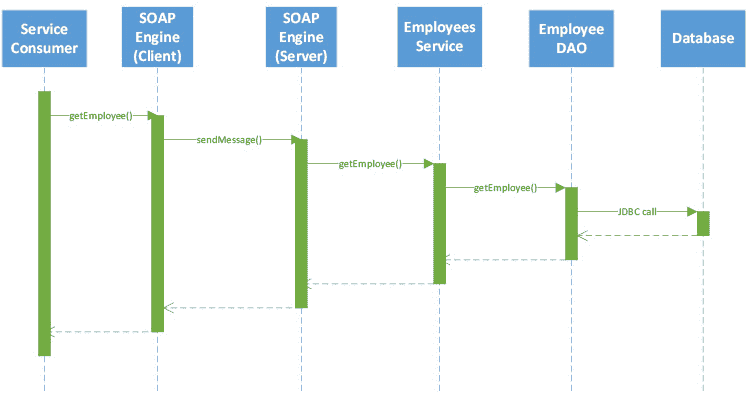 Service
Consumer
SOAP
Engine
(Client)
SOAP
Engine
(Server)
Employees
Service
Employee
DAO
Database
getEmployee()
sendMessage()
getEmployee()
getEmployee()
JDBC call